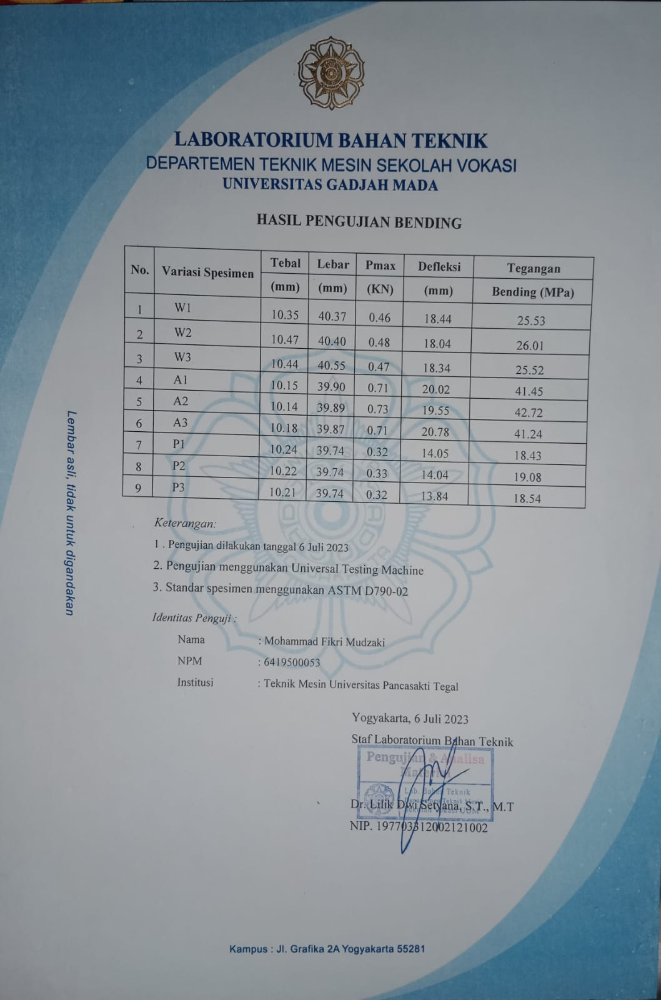 LABORATORIUM BAHAN TEKNIK
DEPARTEMEN TEKNIK MESIN SEKOLAH VOKASI
UNIVERSITAS GADJAH MADA
HASIL PENGUJIAN BENDING
No. Variasi Spesimen Tebal Lebar Pmax Defleksi Tegangan
(mm) (mm) (KN) (mm) Bending (MPa)
1 W1 10.35 40.37 0.46 18.44 25.53
2 W2 10.47 40.40 0.48 18.04 26.01
3 W3 10.44 40.55 0.47 18.34 25.52
4 A1 10.15 39.90 0.71 20.02 41.45
5 A2 10.14 39.89 0.73 19.55 42.72
6 A3 10.18 39.87 0.71 20.78 41.24
7 P1 10.24 39.74 0.32 14.05 18.43
8 P2 10.22 39.74 0.33 14.04 19.08
9 P3 10.21 39.74 0.32 13.84 18.54
Keterangan:
1 . Pengujian dilakukan tanggal 6 Juli 2023
2. Pengujian menggunakan Universal Testing Machine
3. Standar spesimen menggunakan ASTM D790-02
Identitas Penguji :
Nama : Mohammad Fikri Mudzaki
NPM : 6419500053
Institusi : Teknik Mesin Universitas Pancasakti Tegal
Yogyakarta, 6 Juli 2023
Staf Laboratorium Bahan Teknik
Pengujian & Analisa
Material
Lab. Bahan Teknik
Dr. Lilik Dwi Setyana, S.T., M.T
NIP. 197703312002121002
Lembar asli, tidak untuk digandakan
Kampus : Jl. Grafika 2A Yogyakarta 55281